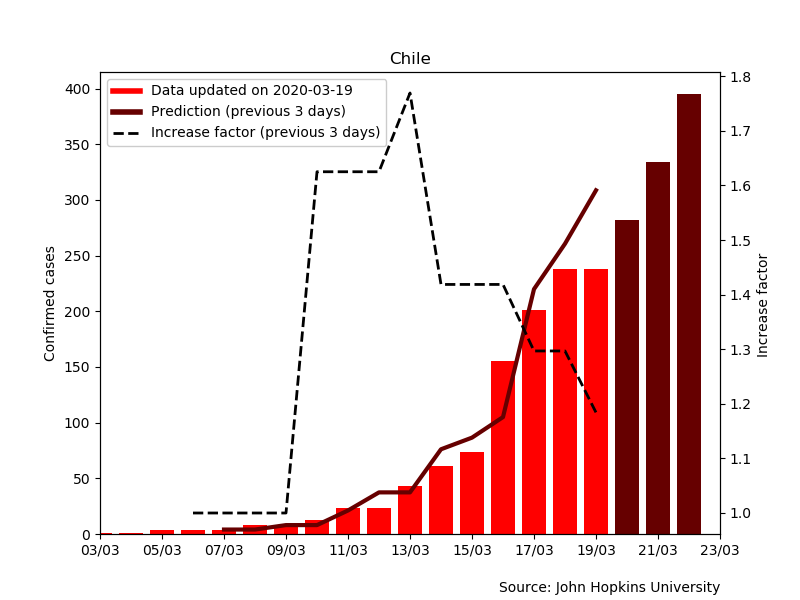 Chile
Data updated on 2020-03-19
Prediction (previous 3 days)
Increase factor (previous 3 days)
Confirmed cases
400
350
300
250
200
150
100
50
0
1.8
1.7
1.6
1.5
1.4
1.3
1.2
1.1
1.0
Increase factor
03/03 05/03 07/03 09/03 11/03 13/03 15/03 17/03 19/03 21/03 23/03
Source: John Hopkins University